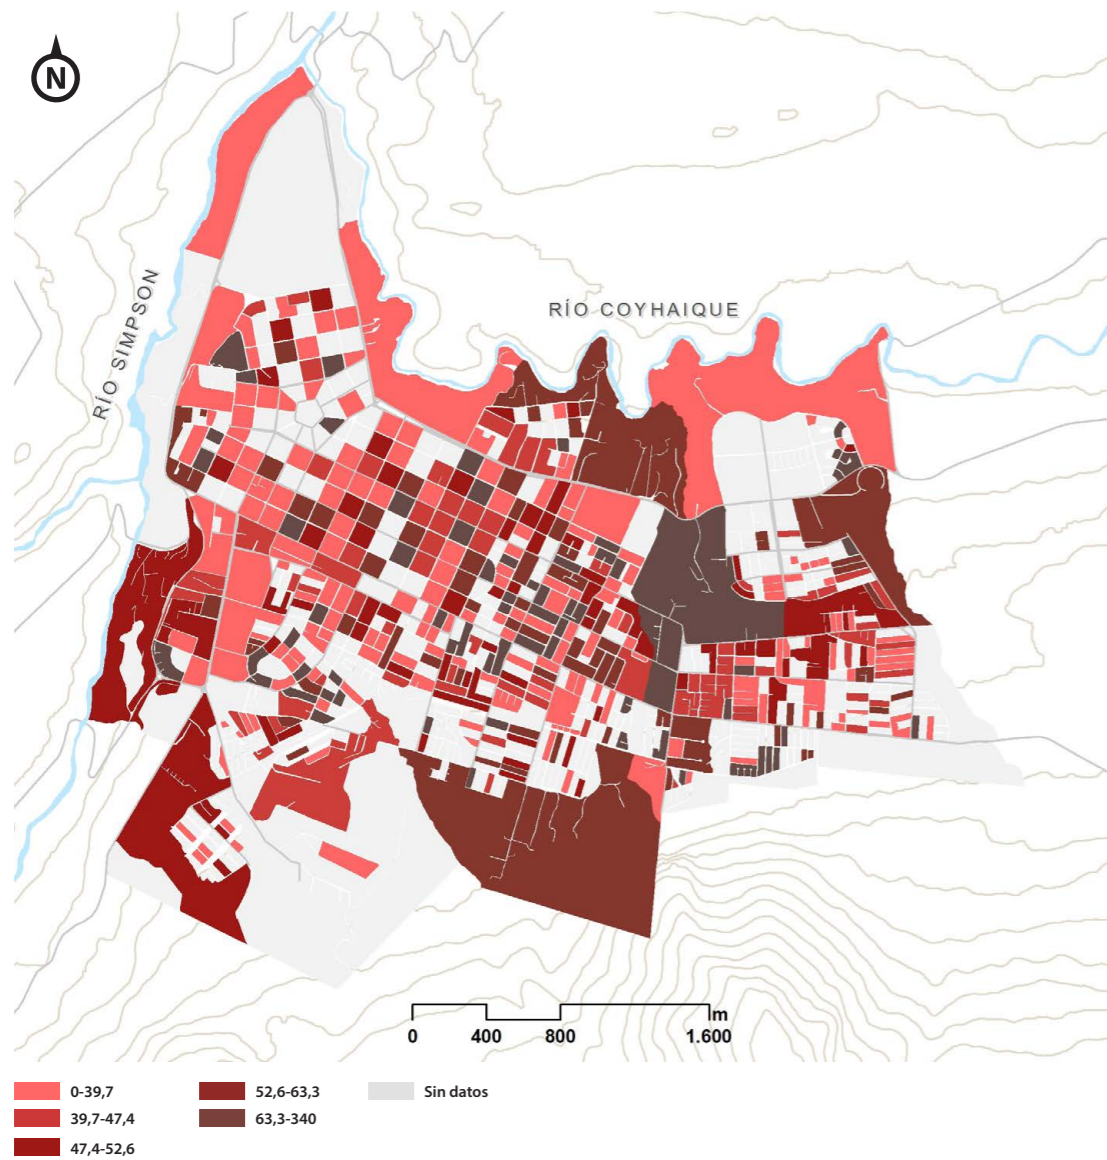 N
RÍO SIMPSON
RÍO COYHAIQUE
m
0 400 800 1.600
0-39,7 52,6-63,3 Sin datos
39,7-47,4 63,3-340
47,4-52,6